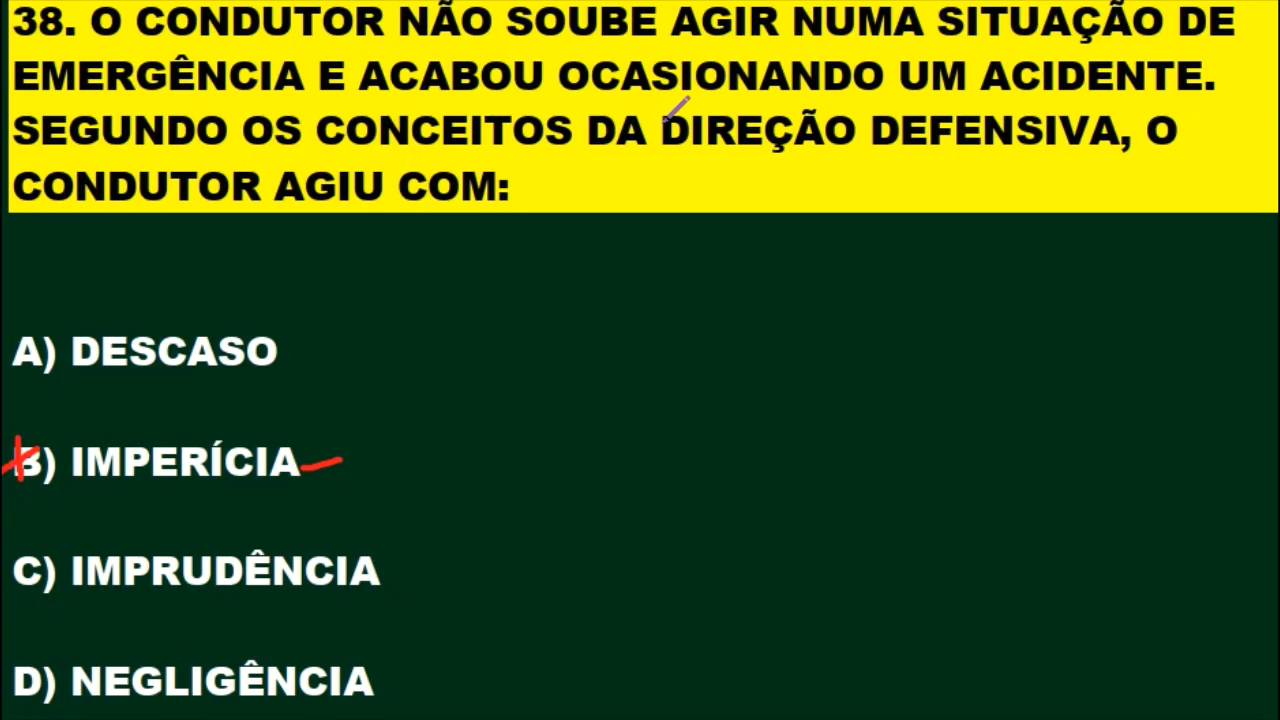 38. O CONDUTOR NÃO SOUBE AGIR NUMA SITUAÇÃO DE
EMERGÊNCIA E ACABOU OCASIONANDO UM ACIDENTE.
SEGUNDO OS CONCEITOS DA DIREÇÃO DEFENSIVA, O
CONDUTOR AGIU COM:
A) DESCASO
B) IMPERÍCIA
C) IMPRUDÊNCIA
D) NEGLIGÊNCIA